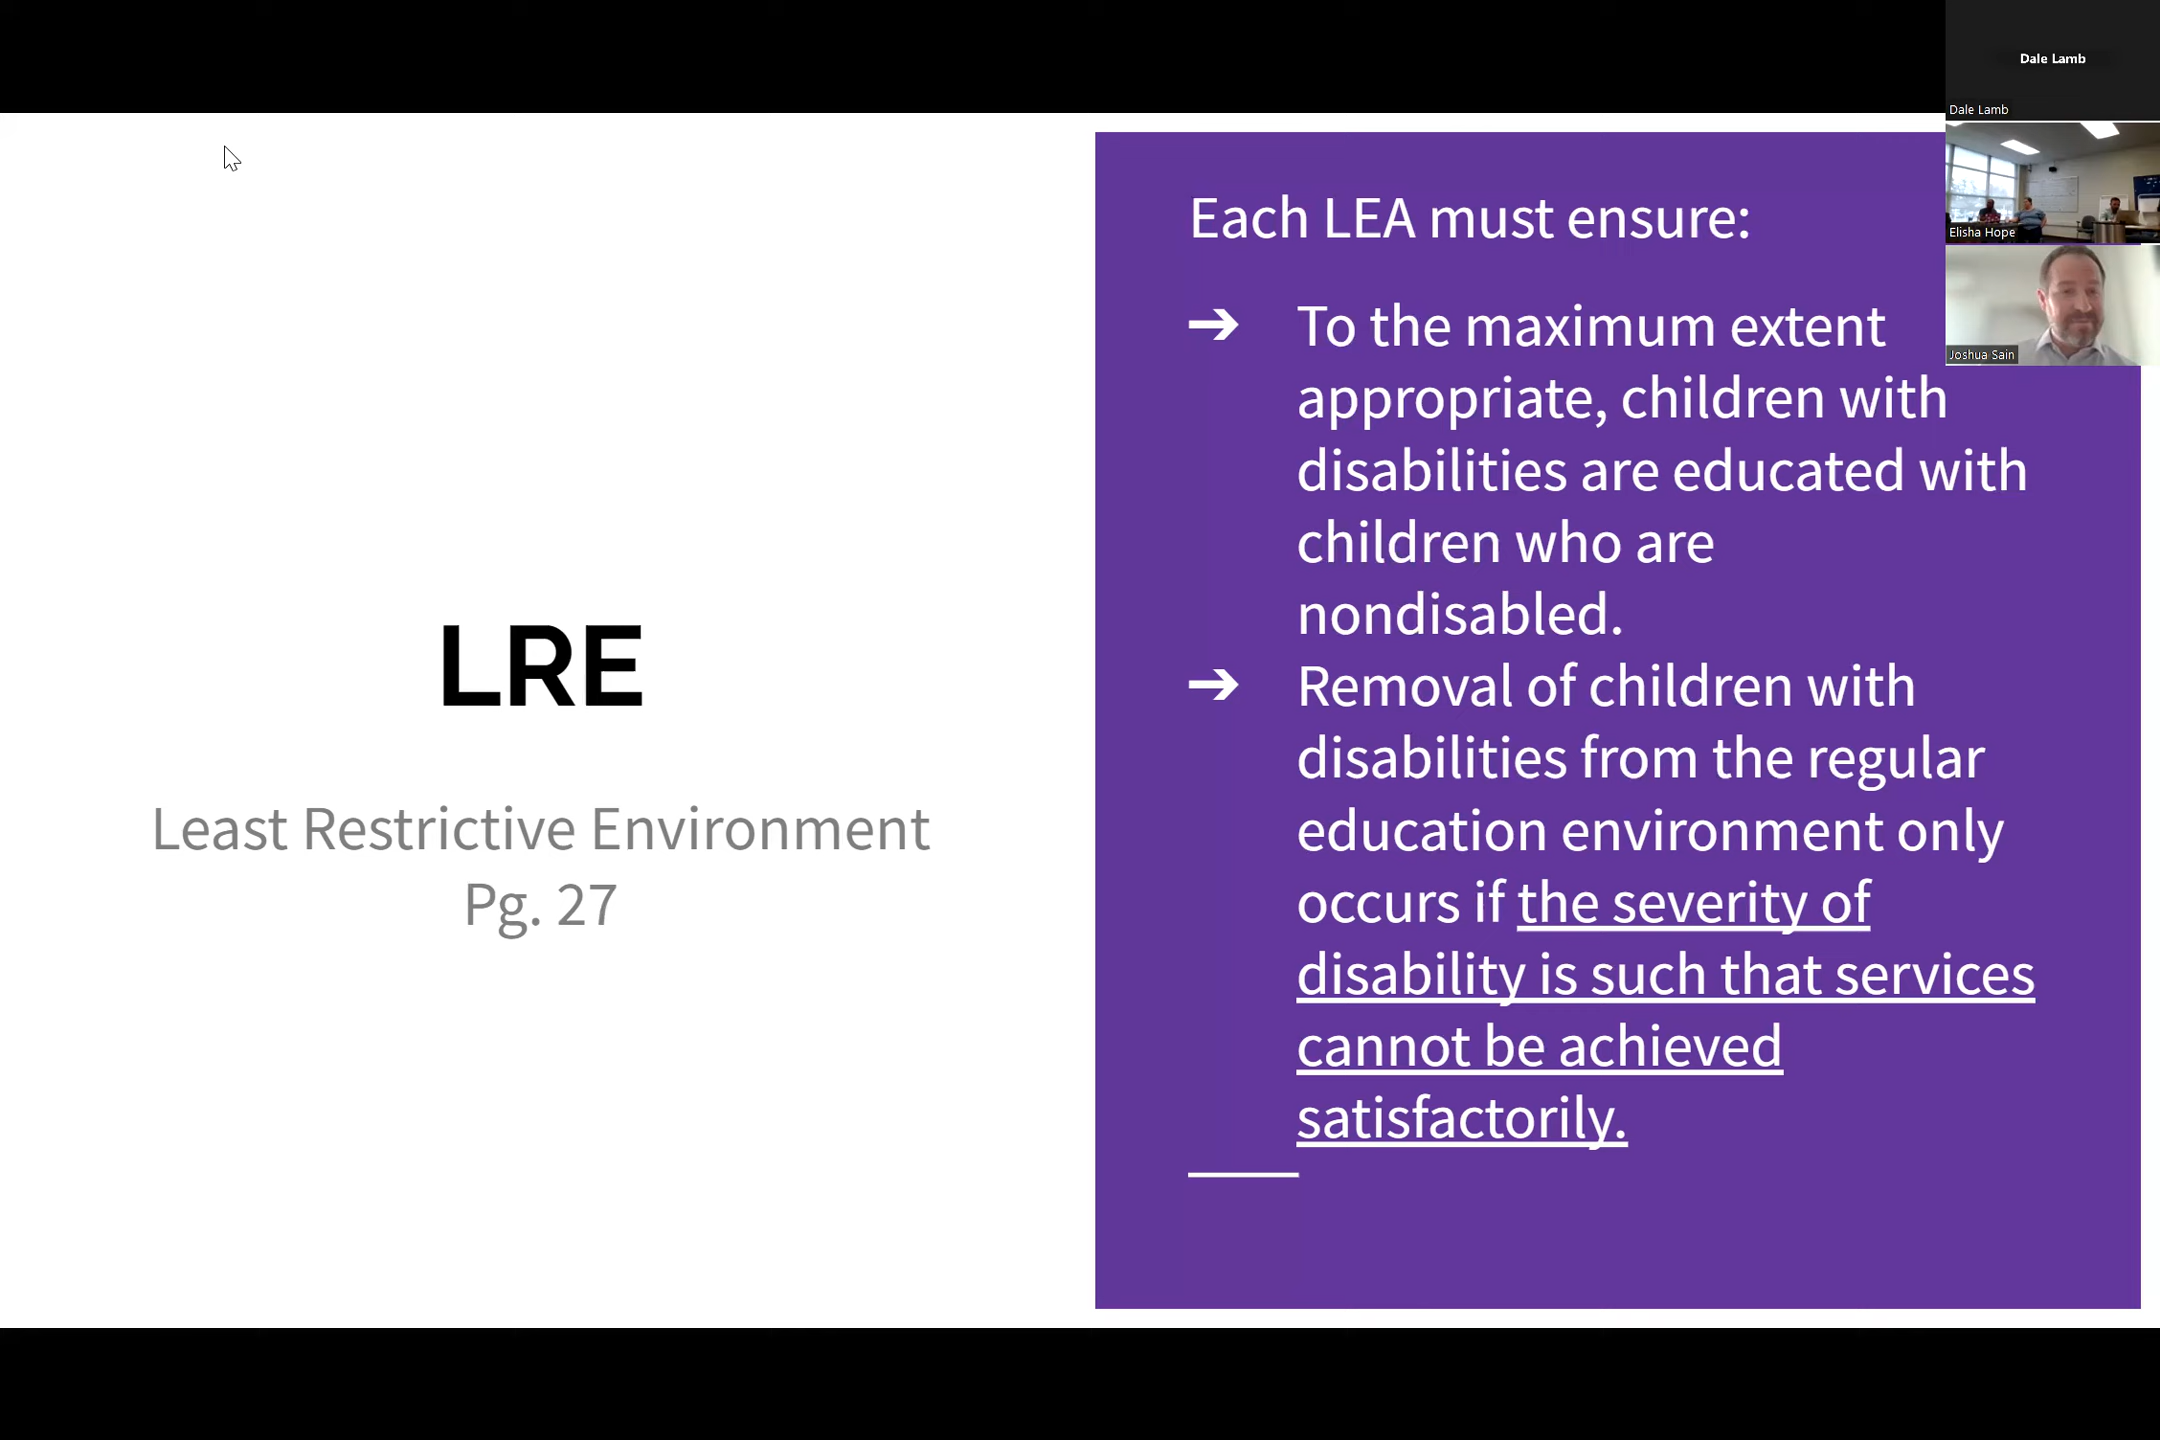 LRE
Least Restrictive Environment
Pg. 27
Each LEA must ensure:
➔ To the maximum extent
appropriate, children with
disabilities are educated with
children who are
nondisabled.
➔ Removal of children with
disabilities from the regular
education environment only
occurs if the severity of
disability is such that services
cannot be achieved
satisfactorily.
Dale Lamb
Dale Lamb
Elisha Hope
Joshua Sain